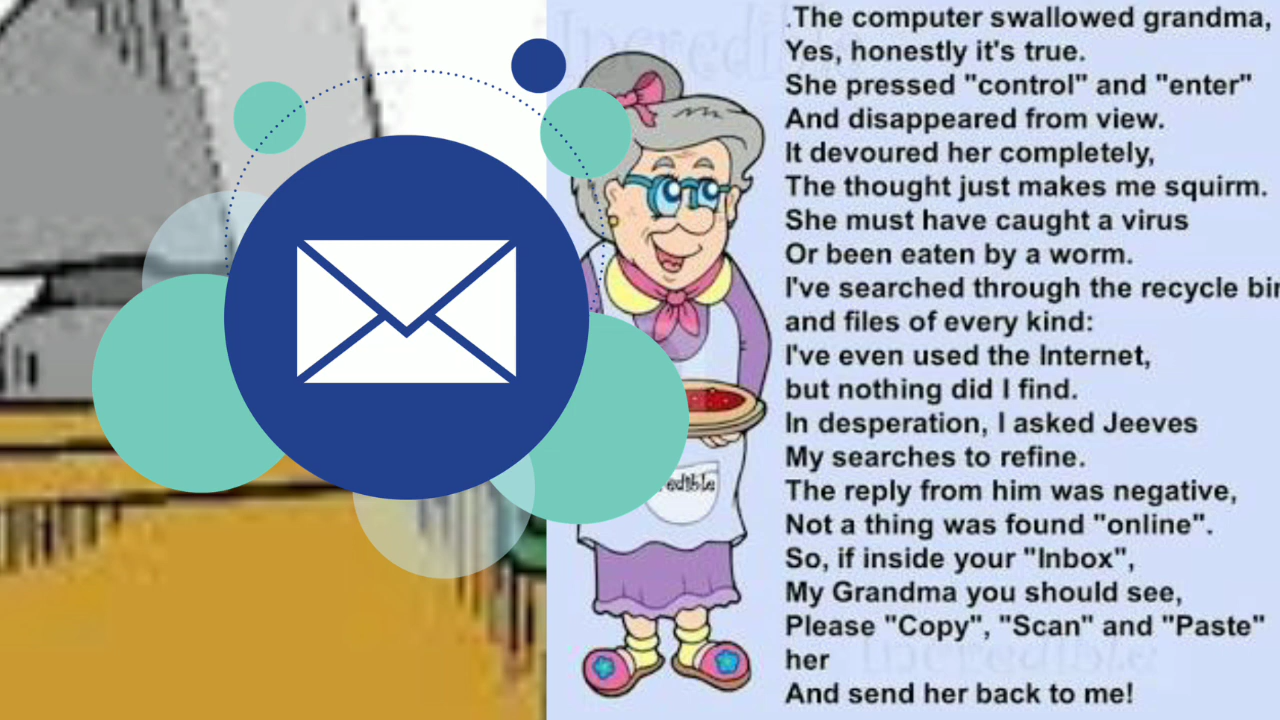 .The computer swallowed grandma,
Yes, honestly it's true.
She pressed "control" and "enter"
And disappeared from view.
It devoured her completely,
The thought just makes me squirm.
She must have caught a virus
Or been eaten by a worm.
I've searched through the recycle bin
and files of every kind:
I've even used the Internet,
but nothing did I find.
In desperation, I asked Jeeves
My searches to refine.
The reply from him was negative,
Not a thing was found "online".
So, if inside your "Inbox",
My Grandma you should see,
Please "Copy", "Scan" and "Paste"
her
And send her back to me!
Incredible
edible
Incredible